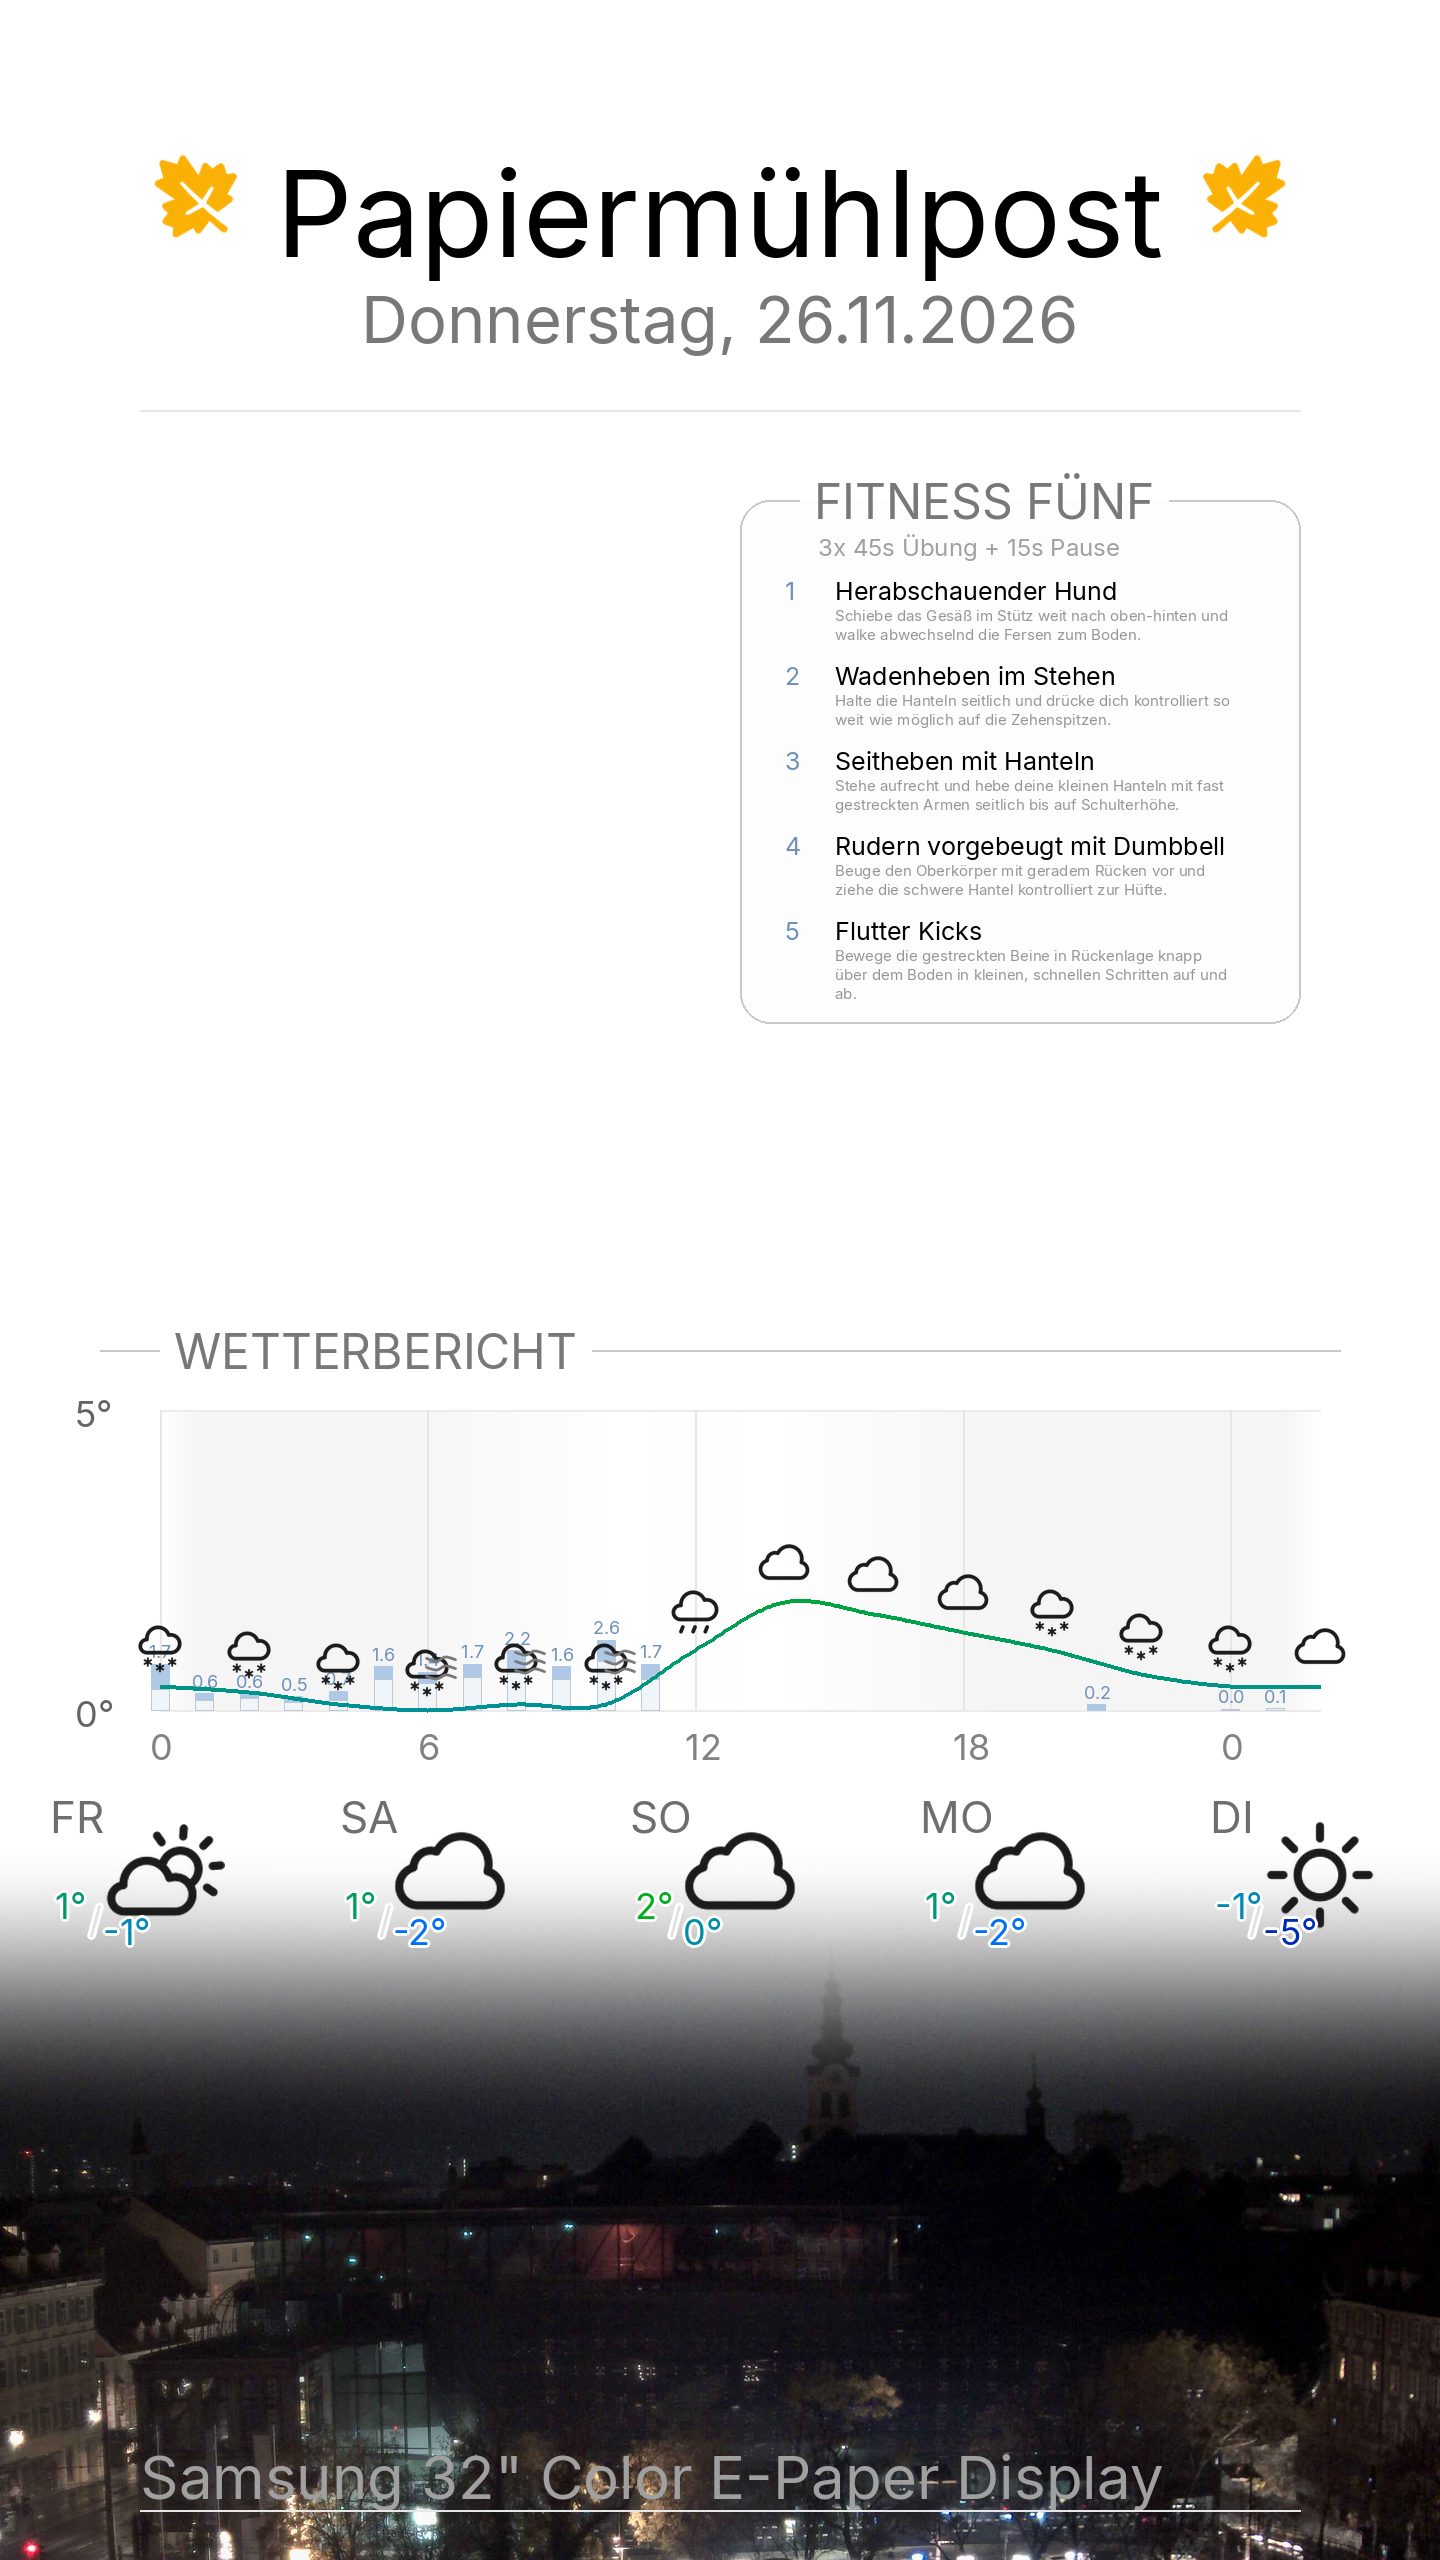 Papiermühlpost
Donnerstag, 26.11.2026
FITNESS FÜNF
3x 45s Übung + 15s Pause
1 Herabschauender Hund
Schiebe das Gesäß im Stütz weit nach oben-hinten und
walke abwechselnd die Fersen zum Boden.
2 Wadenheben im Stehen
Halte die Hanteln seitlich und drücke dich kontrolliert so
weit wie möglich auf die Zehenspitzen.
3 Seitheben mit Hanteln
Stehe aufrecht und hebe deine kleinen Hanteln mit fast
gestreckten Armen seitlich bis auf Schulterhöhe.
4 Rudern vorgebeugt mit Dumbbell
Beuge den Oberkörper mit geradem Rücken vor und
ziehe die schwere Hantel kontrolliert zur Hüfte.
5 Flutter Kicks
Bewege die gestreckten Beine in Rückenlage knapp
über dem Boden in kleinen, schnellen Schritten auf und
ab.
WETTERBERICHT
5°
1.7 0.6 0.6 0.5 1.6 1.7 2.2 1.6 2.6 1.7 0.2 0.0 0.1
0°
0 6 12 18 0
FR SA SO MO DI
1°/-1° 1°/-2° 2°/0° 1°/-2° -1°/-5°
Samsung 32" Color E-Paper Display